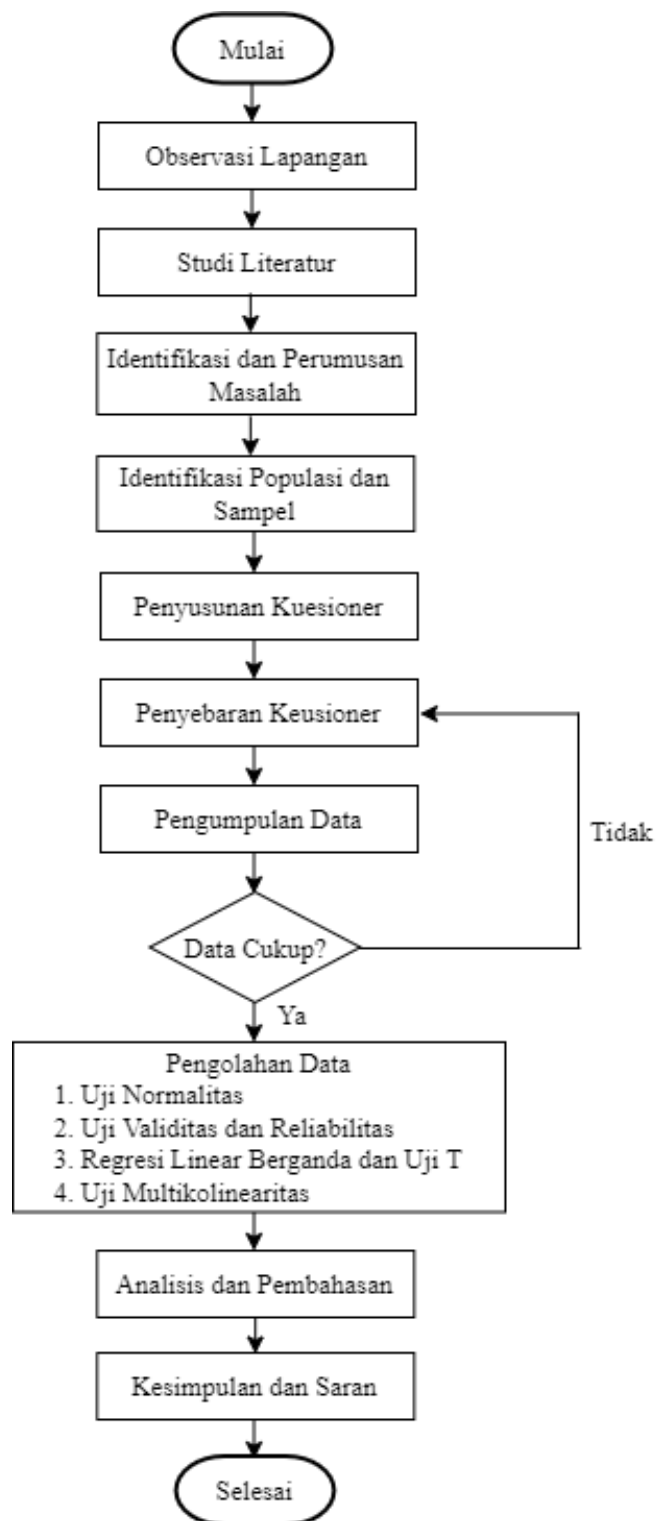 Mulai
Observasi Lapangan
Studi Literatur
Identifikasi dan Perumusan
Masalah
Identifikasi Populasi dan
Sampel
Penyusunan Kuesioner
Penyebaran Keusioner
Pengumpulan Data
Tidak
Data Cukup?
Ya
Pengolahan Data
1. Uji Normalitas
2. Uji Validitas dan Reliabilitas
3. Regresi Linear Berganda dan Uji T
4. Uji Multikolinearitas
Analisis dan Pembahasan
Kesimpulan dan Saran
Selesai